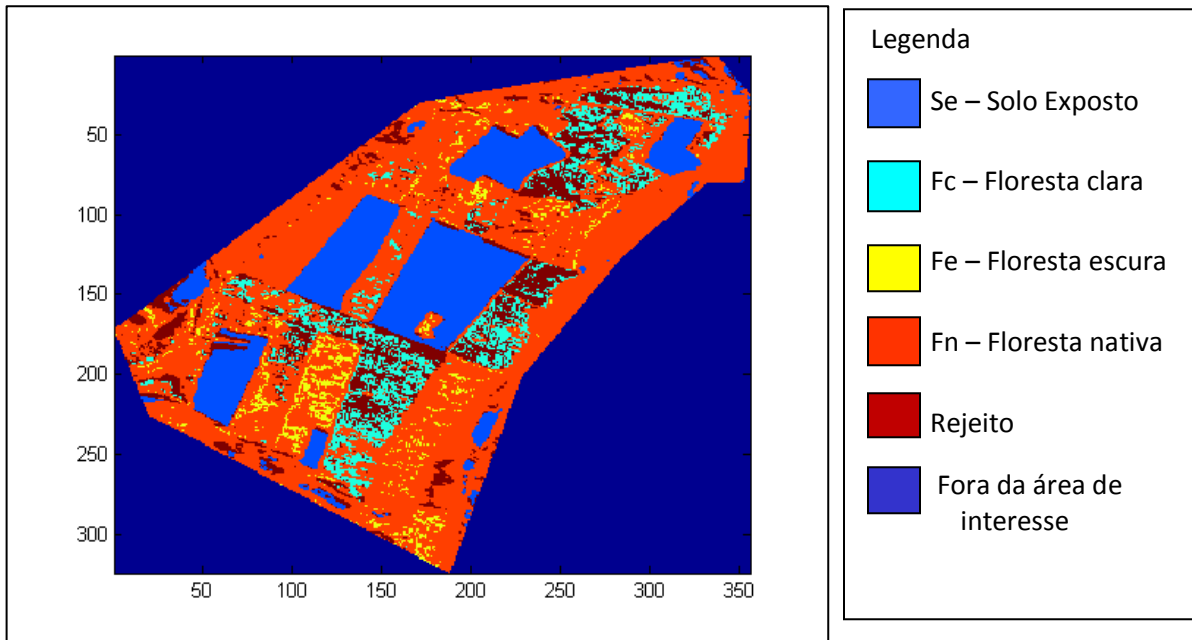 50
100
150
200
250
300
50
100
150
200
250
300
350
Legenda
Se – Solo Exposto
Fc – Floresta clara
Fe – Floresta escura
Fn – Floresta nativa
Rejeito
Fora da área de
interesse